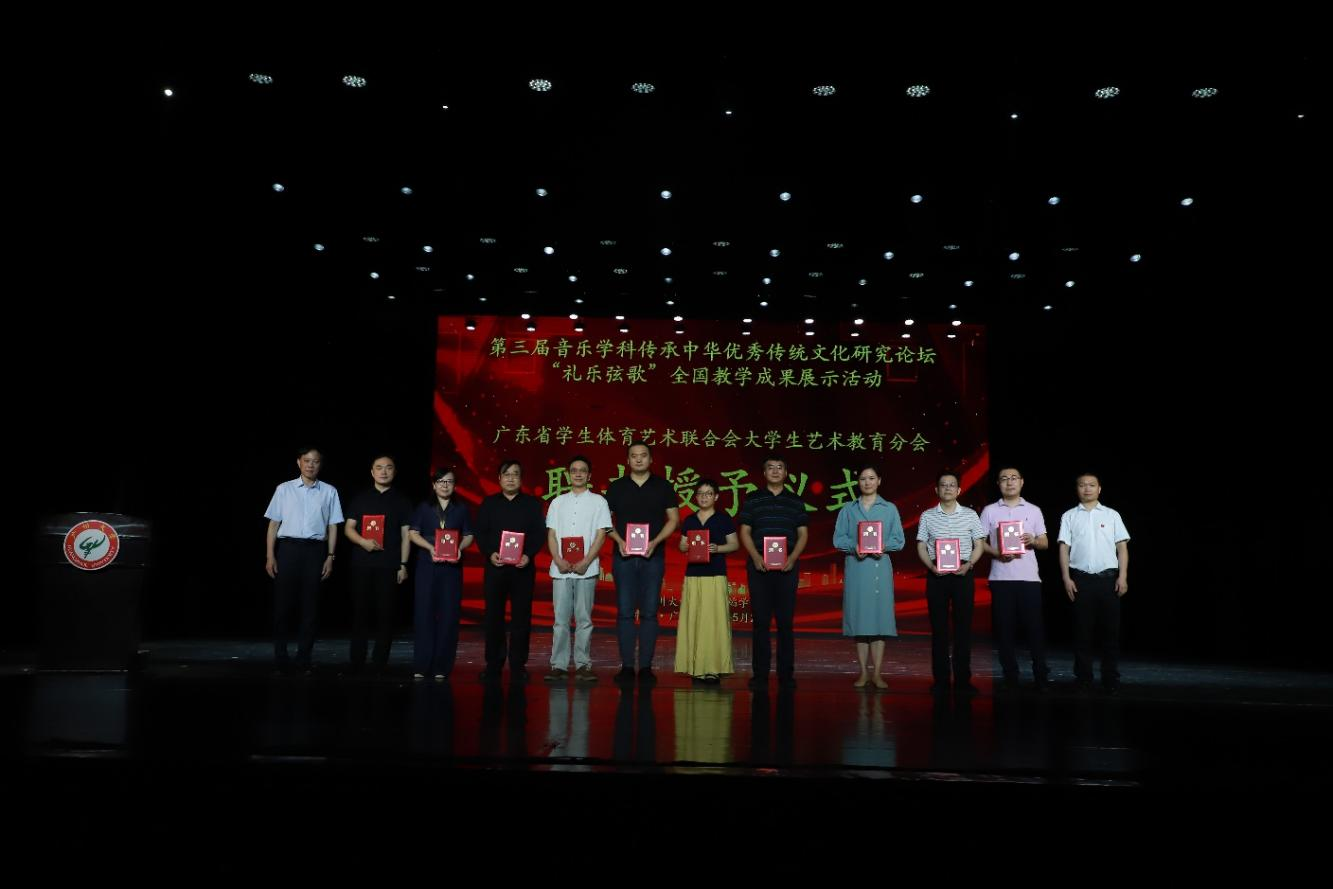 第三届音乐学科传承中华优秀传统文化研究论坛
“礼乐弦歌” 全国教学成果展示活动
广东省学生体育艺术联合会大学生艺术教育分会
授予仪式